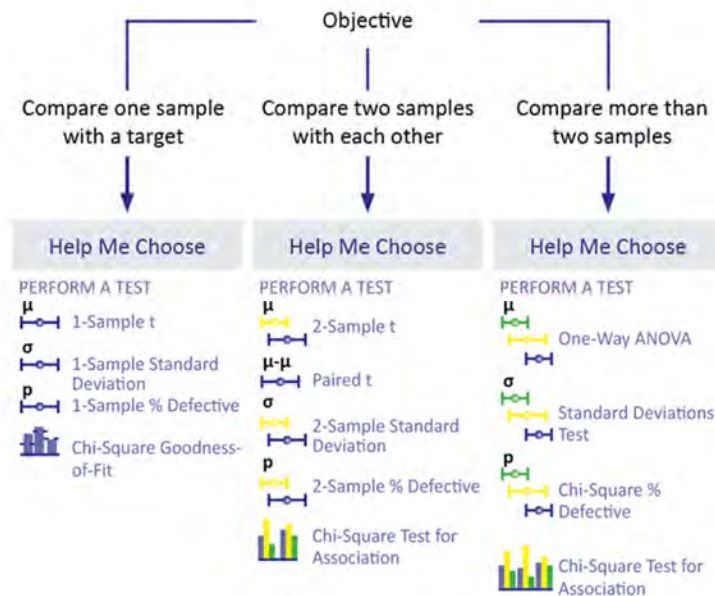 Objective
Compare one sample
with a target
Compare two samples
with each other
Compare more than
two samples
Help Me Choose
Help Me Choose
Help Me Choose
PERFORM A TEST
μ
1-Sample t
σ
1-Sample Standard
Deviation
p
1-Sample % Defective
Chi-Square Goodness-
of-Fit
PERFORM A TEST
μ
2-Sample t
μ-μ
Paired t
σ
2-Sample Standard
Deviation
p
2-Sample % Defective
Chi-Square Test for
Association
PERFORM A TEST
μ
One-Way ANOVA
σ
Standard Deviations
Test
p
Chi-Square %
Defective
Chi-Square Test for
Association